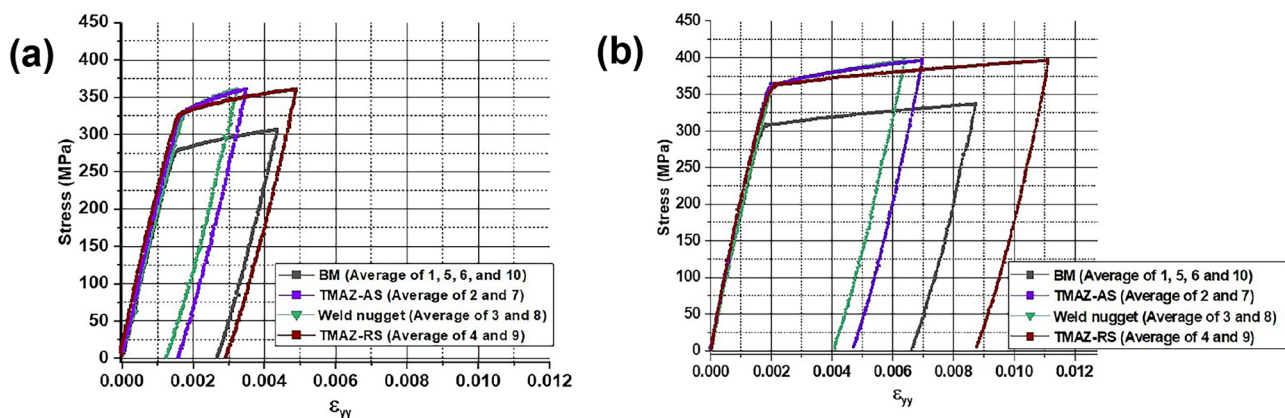 (a)
450
400
350
300
250
200
150
100
50
0
Stress (MPa)
BM (Average of 1, 5, 6, and 10)
TMAZ-AS (Average of 2 and 7)
Weld nugget (Average of 3 and 8)
TMAZ-RS (Average of 4 and 9)
0.000 0.002 0.004 0.006 0.008 0.010 0.012
εyy
(b)
450
400
350
300
250
200
150
100
50
0
Stress (MPa)
BM (Average of 1, 5, 6 and 10)
TMAZ-AS (Average of 2 and 7)
Weld nugget (Average of 3 and 8)
TMAZ-RS (Average of 4 and 9)
0.000 0.002 0.004 0.006 0.008 0.010 0.012
εyy